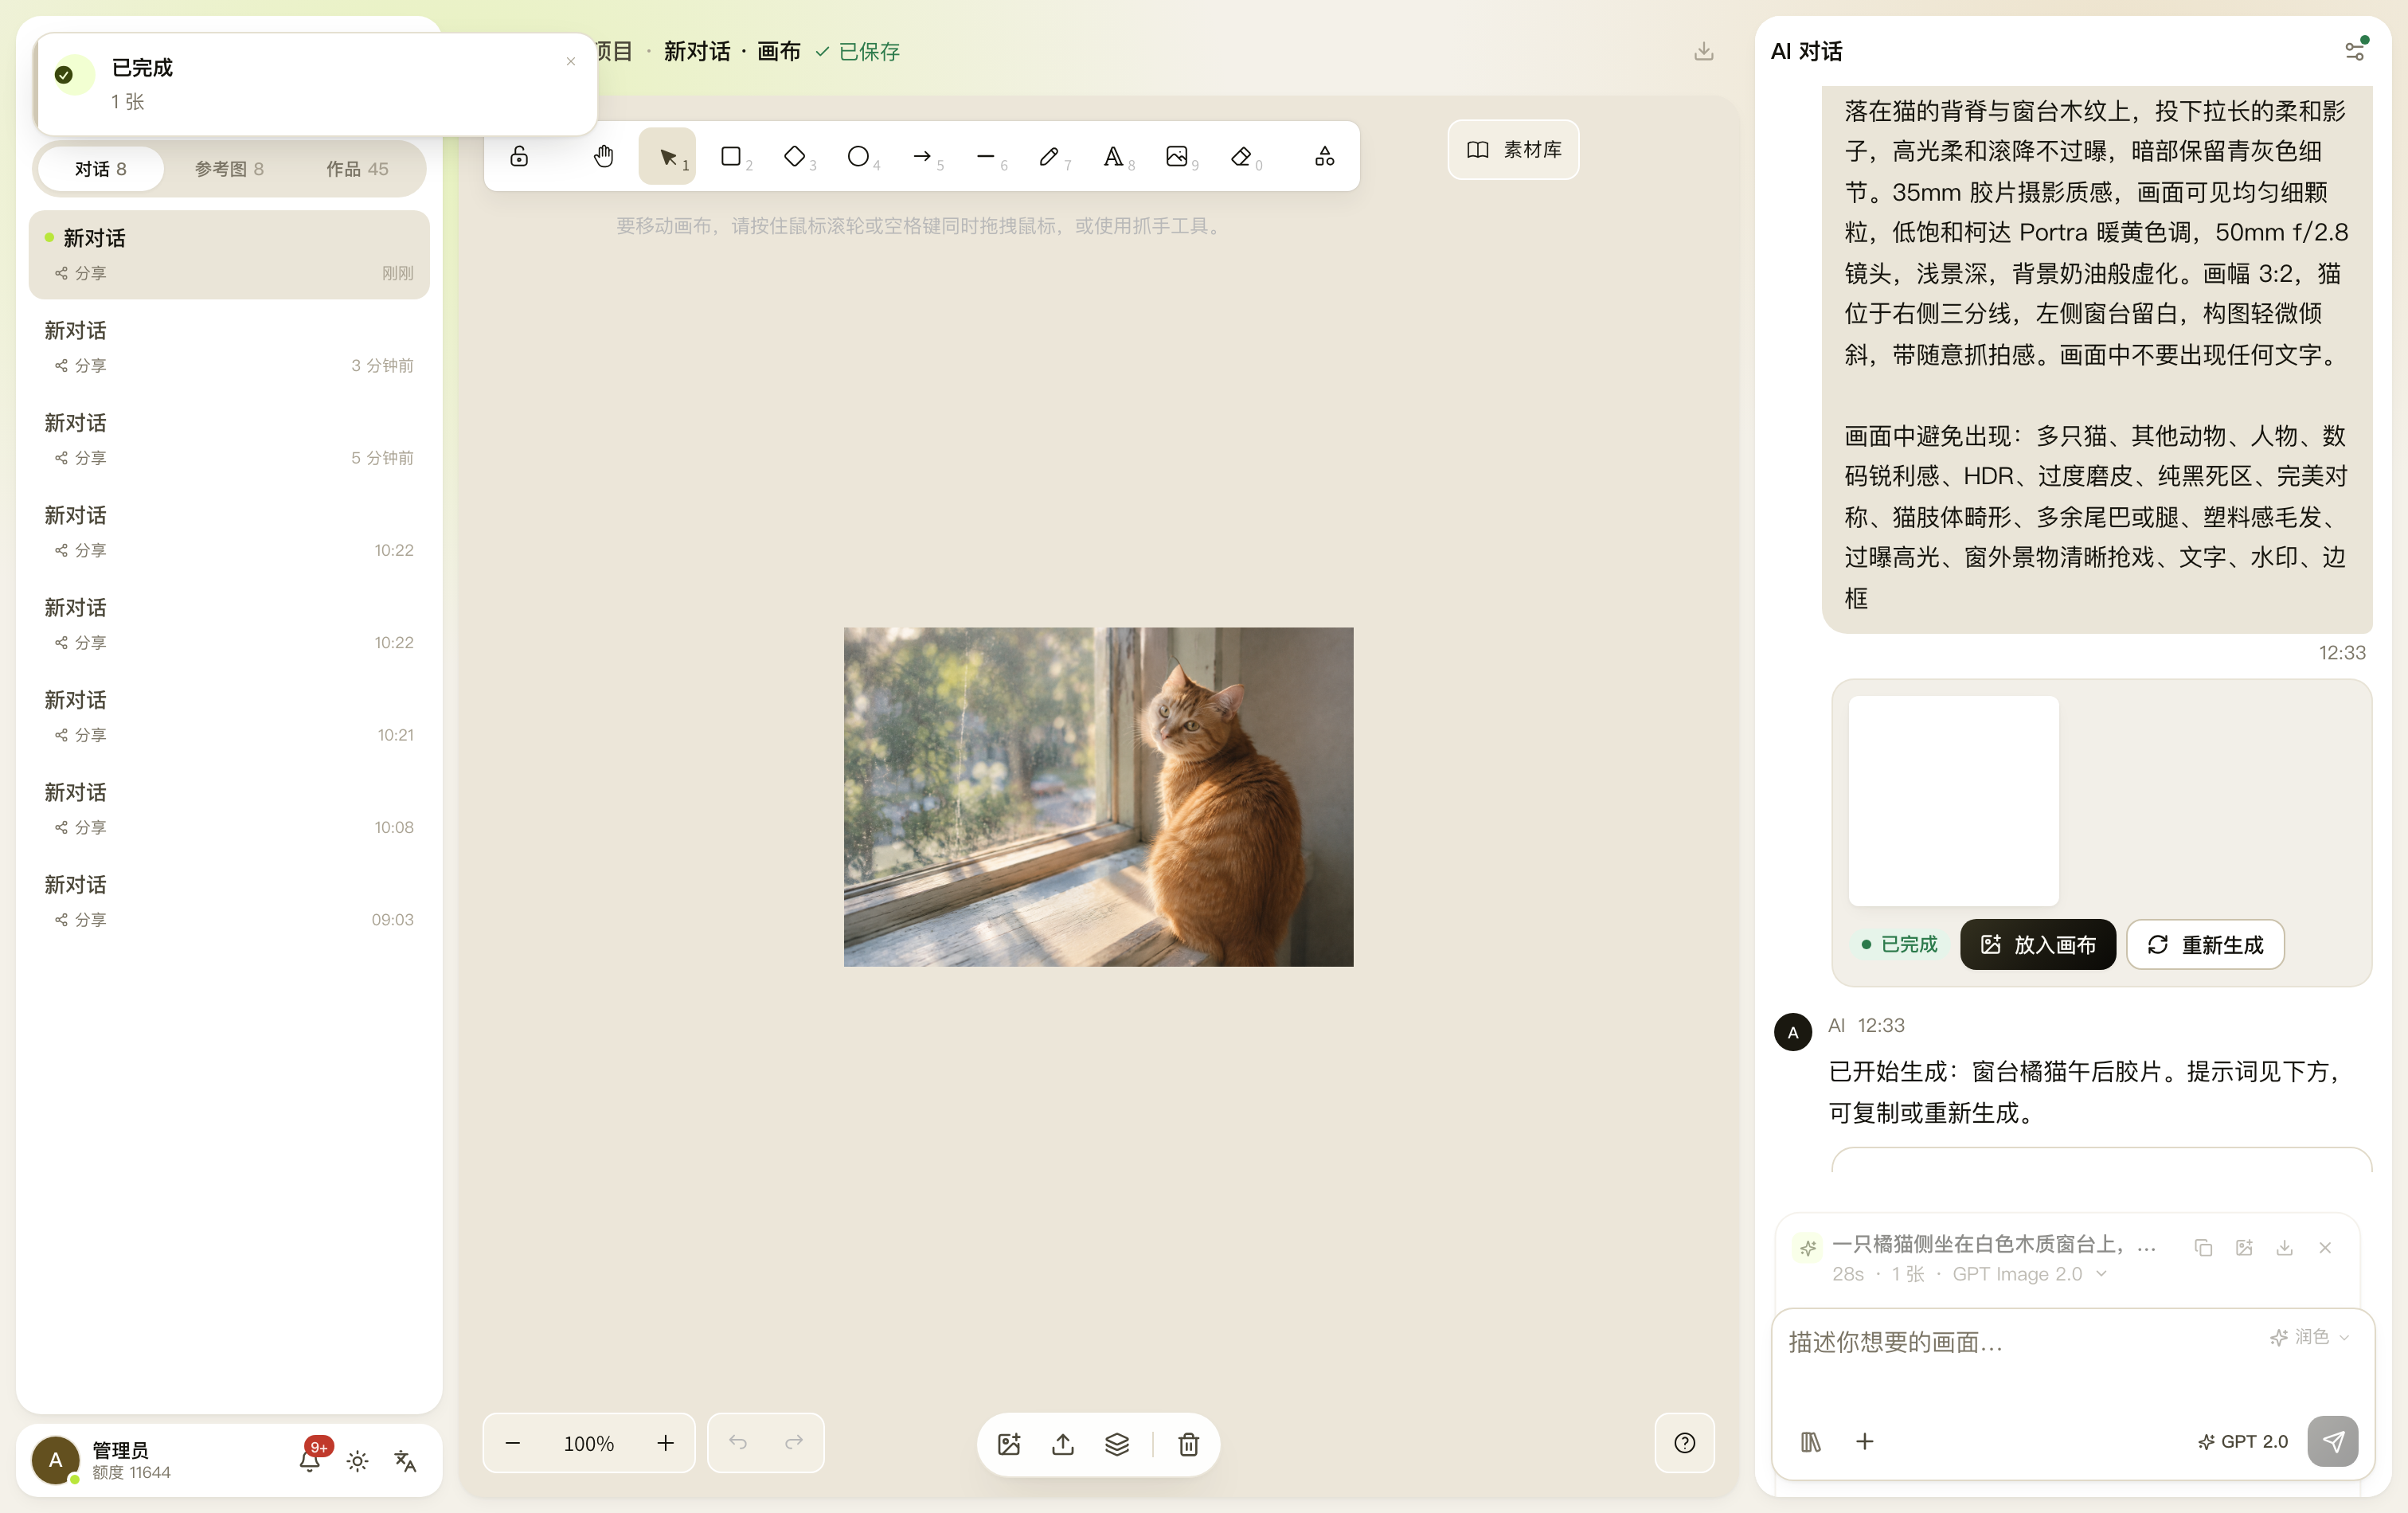 已完成
1 张
项目 · 新对话 · 画布 已保存
对话 8
参考图 8
作品 45
新对话
分享
刚刚
新对话
分享
3 分钟前
新对话
分享
5 分钟前
新对话
分享
10:22
新对话
分享
10:22
新对话
分享
10:21
新对话
分享
10:08
新对话
分享
09:03
A
管理员
额度 11644
9+
1
2
3
4
5
6
7
8
9
0
素材库
要移动画布，请按住鼠标滚轮或空格键同时拖拽鼠标，或使用抓手工具。
100%
AI 对话
落在猫的背脊与窗台木纹上，投下拉长的柔和影
子，高光柔和滚降不过曝，暗部保留青灰色细
节。35mm 胶片摄影质感，画面可见均匀细颗
粒，低饱和柯达 Portra 暖黄色调，50mm f/2.8
镜头，浅景深，背景奶油般虚化。画幅 3:2，猫
位于右侧三分线，左侧窗台留白，构图轻微倾
斜，带随意抓拍感。画面中不要出现任何文字。
画面中避免出现：多只猫、其他动物、人物、数
码锐利感、HDR、过度磨皮、纯黑死区、完美对
称、猫肢体畸形、多余尾巴或腿、塑料感毛发、
过曝高光、窗外景物清晰抢戏、文字、水印、边
框
12:33
已完成
放入画布
重新生成
A
AI 12:33
已开始生成：窗台橘猫午后胶片。提示词见下方，
可复制或重新生成。
一只橘猫侧坐在白色木质窗台上，...
28s · 1 张 · GPT Image 2.0
描述你想要的画面...
润色
GPT 2.0